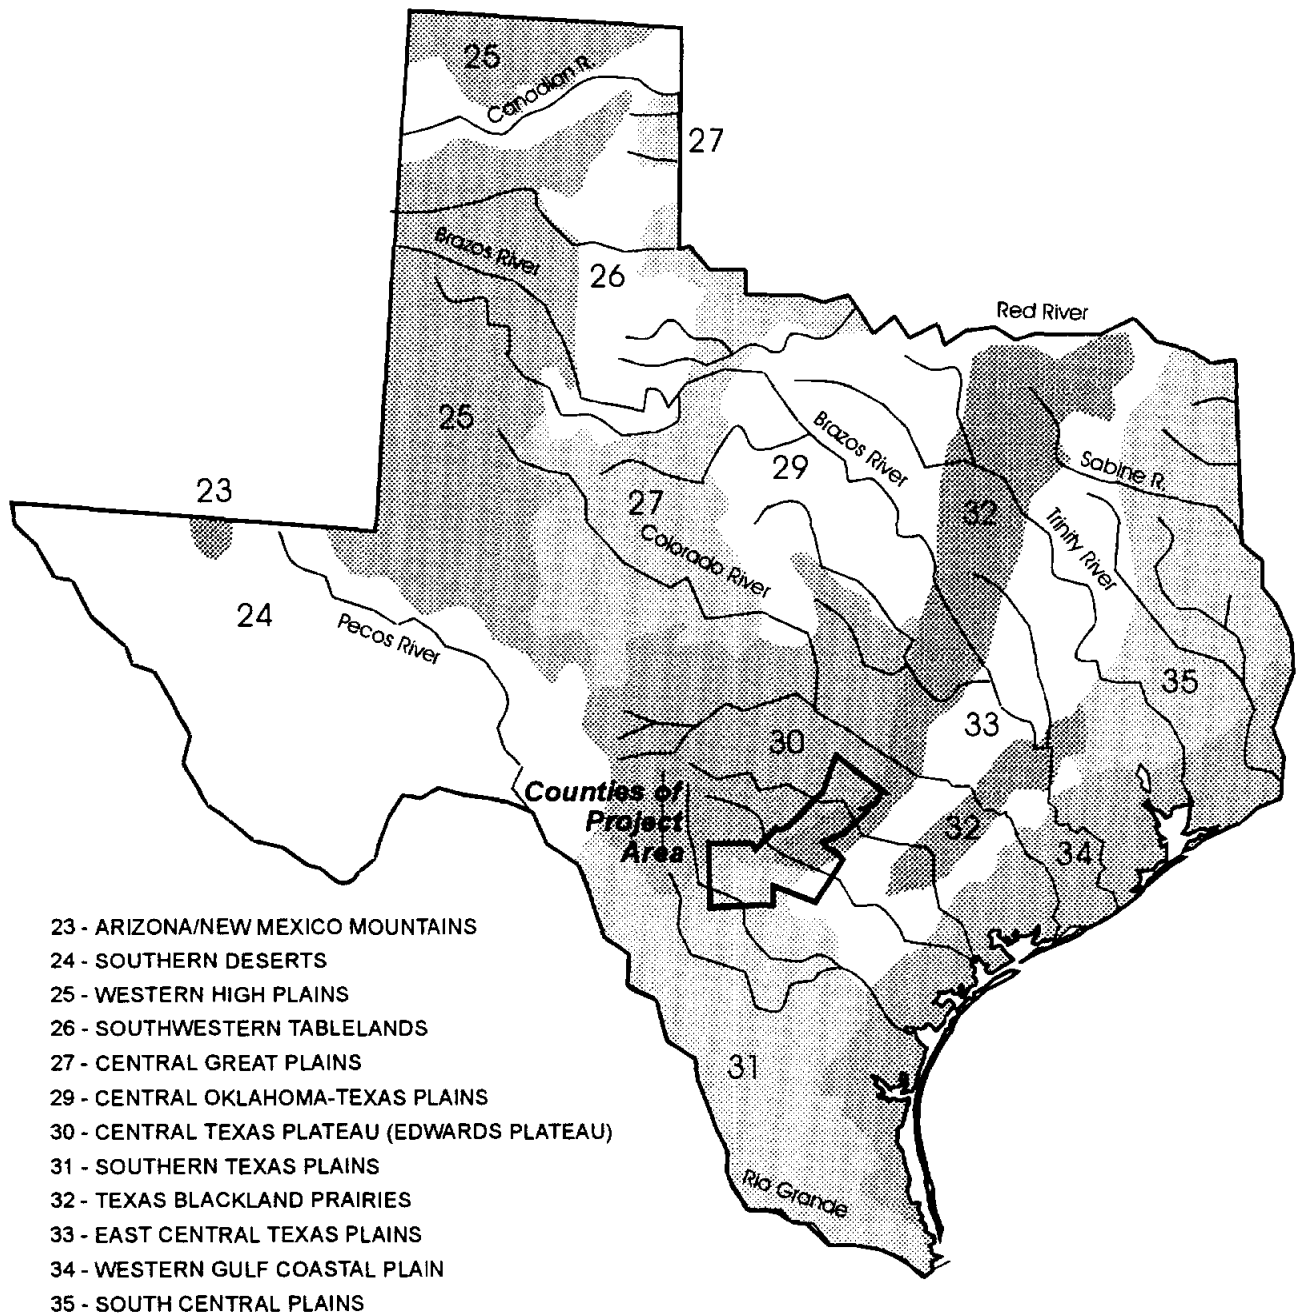 25
Canadian R.
27
Brazos River
26
Red River
25
Brazos River
29
Sabine R.
23
27
32
Trinity River
Colorado River
24
Pecos River
35
33
30
Counties of
Project
Area
32
34
31
Rio Grande
23 - ARIZONA/NEW MEXICO MOUNTAINS
24 - SOUTHERN DESERTS
25 - WESTERN HIGH PLAINS
26 - SOUTHWESTERN TABLELANDS
27 - CENTRAL GREAT PLAINS
29 - CENTRAL OKLAHOMA-TEXAS PLAINS
30 - CENTRAL TEXAS PLATEAU (EDWARDS PLATEAU)
31 - SOUTHERN TEXAS PLAINS
32 - TEXAS BLACKLAND PRAIRIES
33 - EAST CENTRAL TEXAS PLAINS
34 - WESTERN GULF COASTAL PLAIN
35 - SOUTH CENTRAL PLAINS